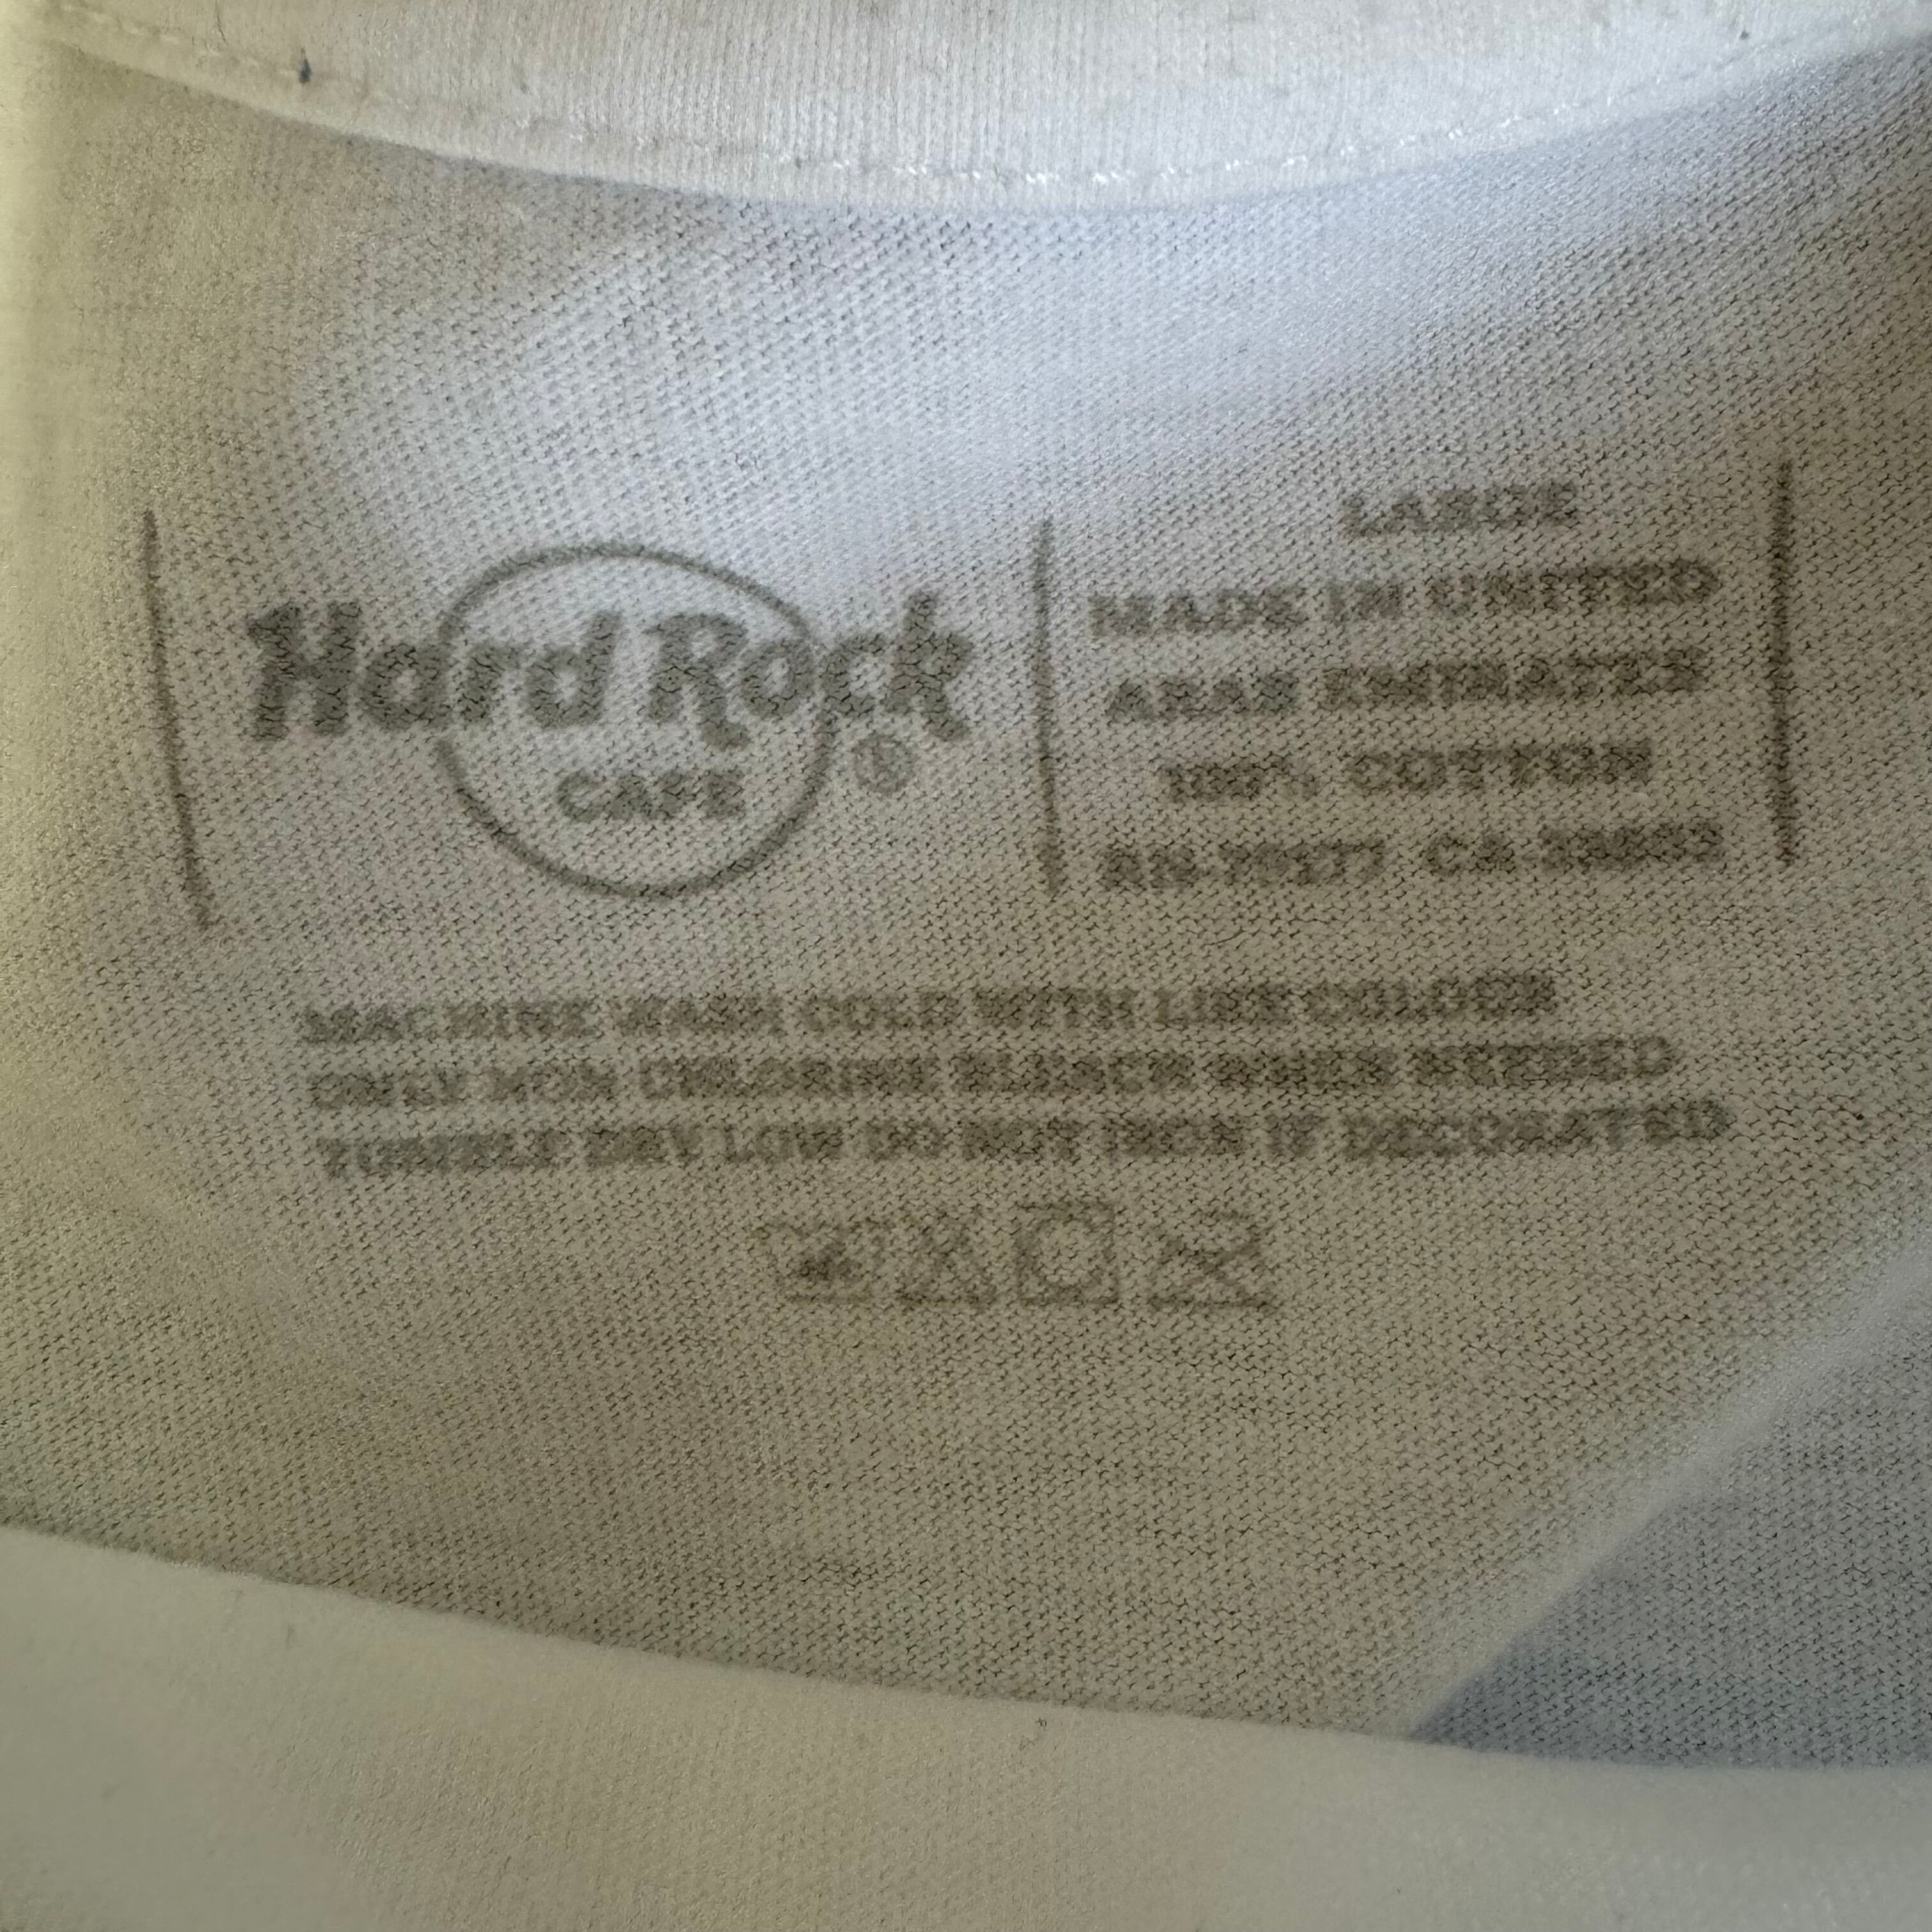 Hard Rock
CAFE
®
LARGE
MADE IN UNITED
ARAB EMIRATES
100% COTTON
MACHINE WASH COLD WITH LIKE COLORS
ONLY NON CHLORINE BLEACH WHEN NEEDED
TUMBLE DRY LOW DO NOT IRON IF DECORATED